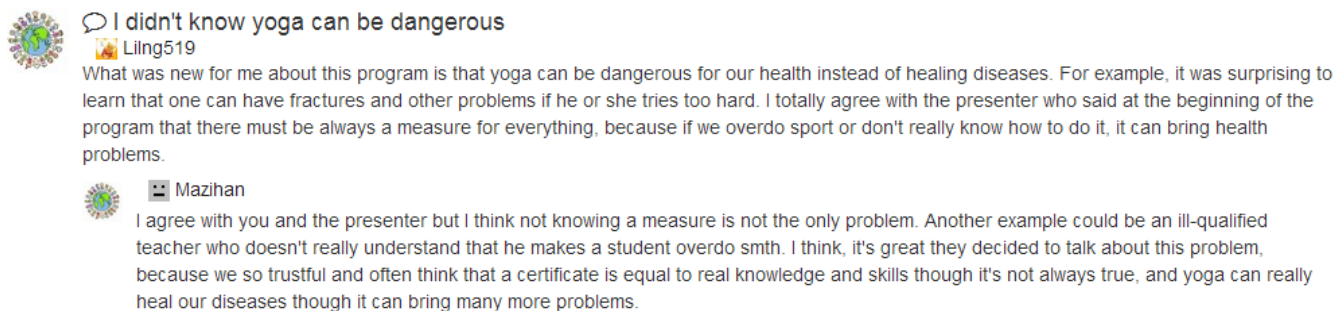 I didn't know yoga can be dangerous
Lilng519
What was new for me about this program is that yoga can be dangerous for our health instead of healing diseases. For example, it was surprising to
learn that one can have fractures and other problems if he or she tries too hard. I totally agree with the presenter who said at the beginning of the
program that there must be always a measure for everything, because if we overdo sport or don't really know how to do it, it can bring health
problems.
Mazihan
I agree with you and the presenter but I think not knowing a measure is not the only problem. Another example could be an ill-qualified
teacher who doesn't really understand that he makes a student overdo smth. I think, it's great they decided to talk about this problem,
because we so trustful and often think that a certificate is equal to real knowledge and skills though it's not always true, and yoga can really
heal our diseases though it can bring many more problems.